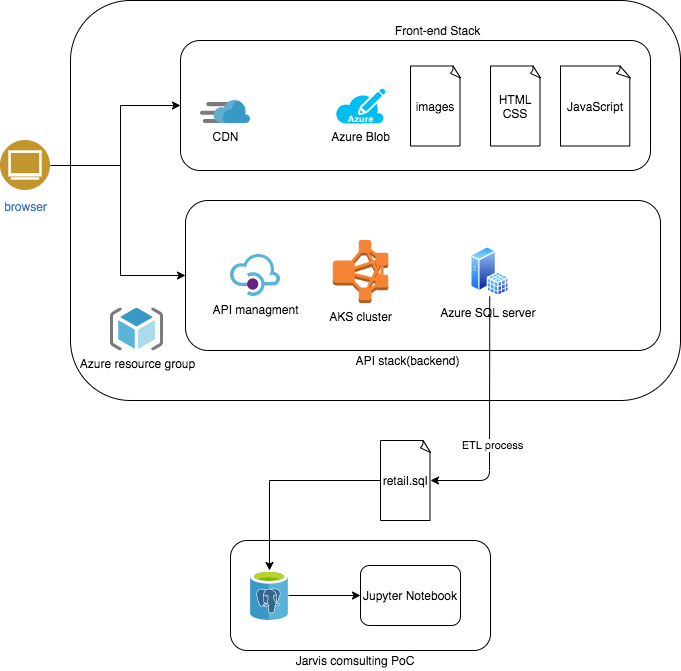 Front-end Stack
CDN
Azure
Azure Blob
images
HTML
CSS
JavaScript
browser
API managment
AKS cluster
Azure SQL server
Azure resource group
API stack(backend)
ETL process
retail.sql
Jupyter Notebook
Jarvis comsulting PoC